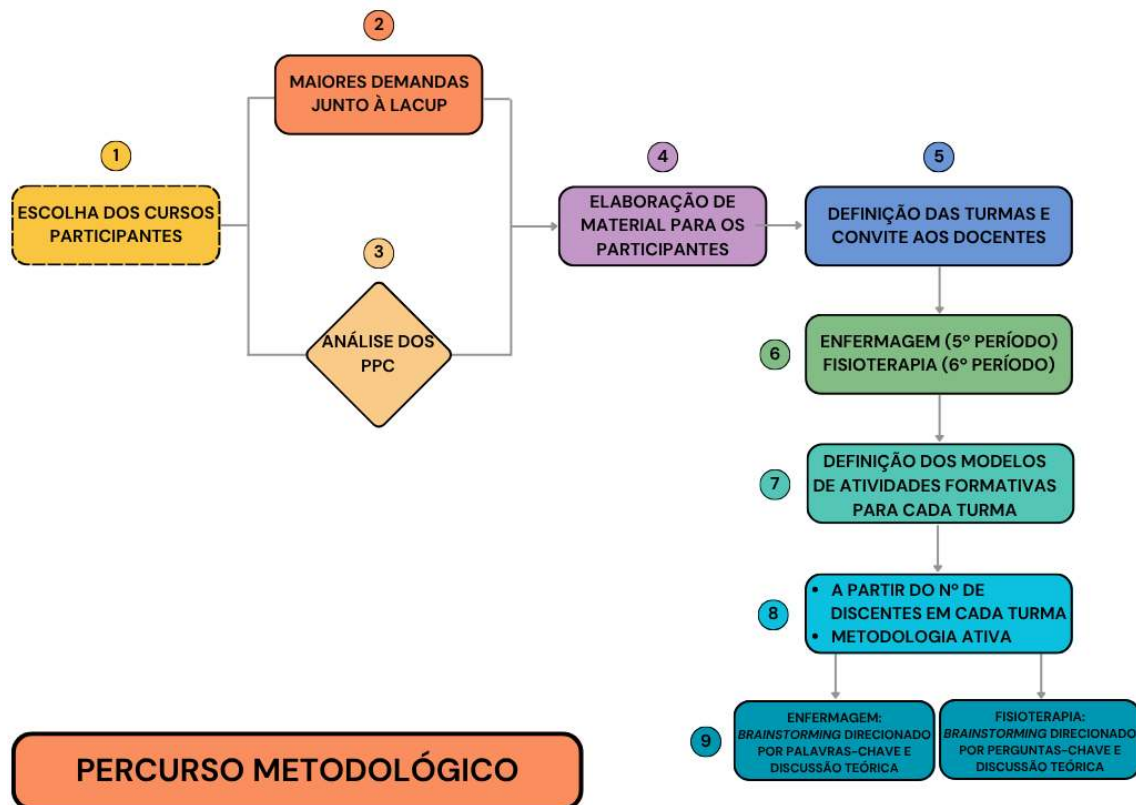 1
ESCOLHA DOS CURSOS
PARTICIPANTES
2
MAIORES DEMANDAS
JUNTO À LACUP
3
ANÁLISE DOS
PPC
4
ELABORAÇÃO DE
MATERIAL PARA OS
PARTICIPANTES
5
DEFINIÇÃO DAS TURMAS E
CONVITE AOS DOCENTES
6
ENFERMAGEM (5º PERÍODO)
FISIOTERAPIA (6º PERÍODO)
7
DEFINIÇÃO DOS MODELOS
DE ATIVIDADES FORMATIVAS
PARA CADA TURMA
8
• A PARTIR DO Nº DE
DISCENTES EM CADA TURMA
• METODOLOGIA ATIVA
9
ENFERMAGEM:
BRAINSTORMING DIRECIONADO
POR PALAVRAS-CHAVE E
DISCUSSÃO TEÓRICA
FISIOTERAPIA:
BRAINSTORMING DIRECIONADO
POR PERGUNTAS-CHAVE E
DISCUSSÃO TEÓRICA
PERCURSO METODOLÓGICO